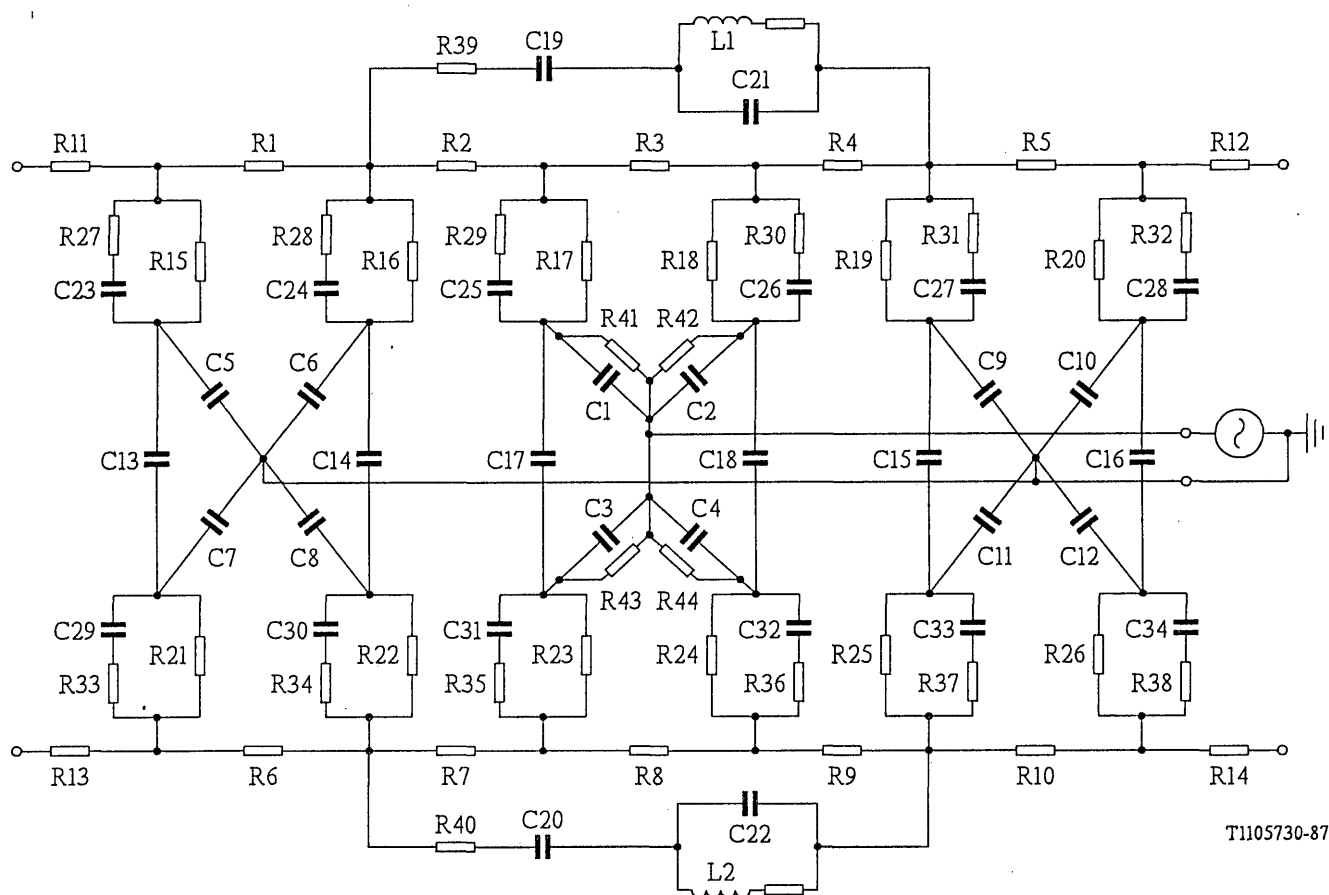 L1
R39 C19
C21
R11 R1 R2 R3 R4 R5 R12
R27 R15 R28 R16 R29 R17 R18 R30 R19 R31 R20 R32
C23 C24 C25 C26 C27 C28
R41 R42
C5 C6 C9 C10
C1 C2
C13 C14 C17 C18 C15 C16
C3 C4
C7 C8 C11 C12
R43 R44
C29 C30 C31 C32 C33 C34
R21 R22 R23 R24 R25 R26
R33 R34 R35 R36 R37 R38
R13 R6 R7 R8 R9 R10 R14
R40 C20 C22
L2
T1105730-87